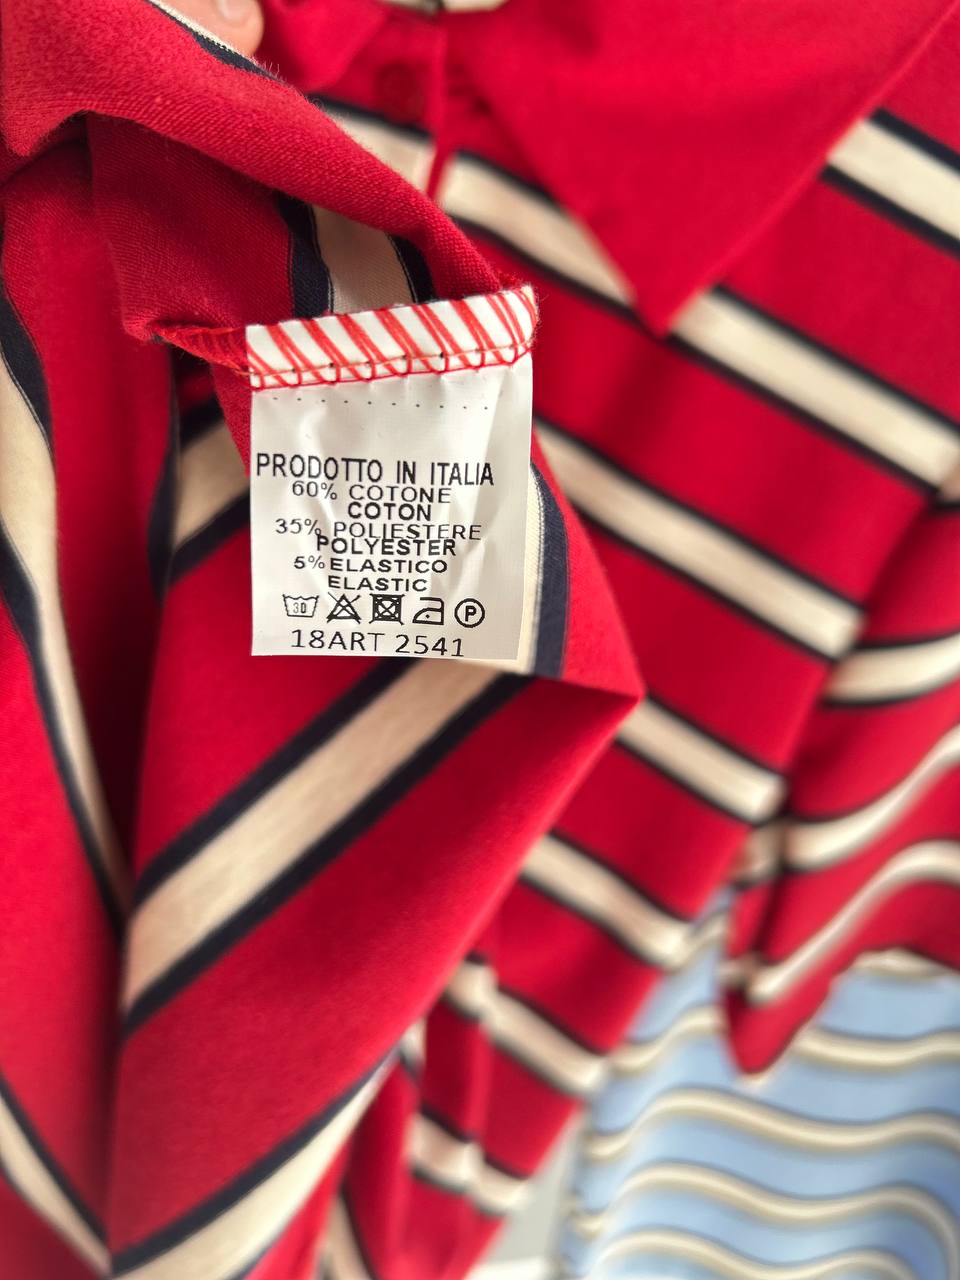 PRODOTTO IN ITALIA
60% COTONE
COTON
35% POLIESTERE
POLYESTER
5% ELASTICO
ELASTIC
30 P
18ART 2541